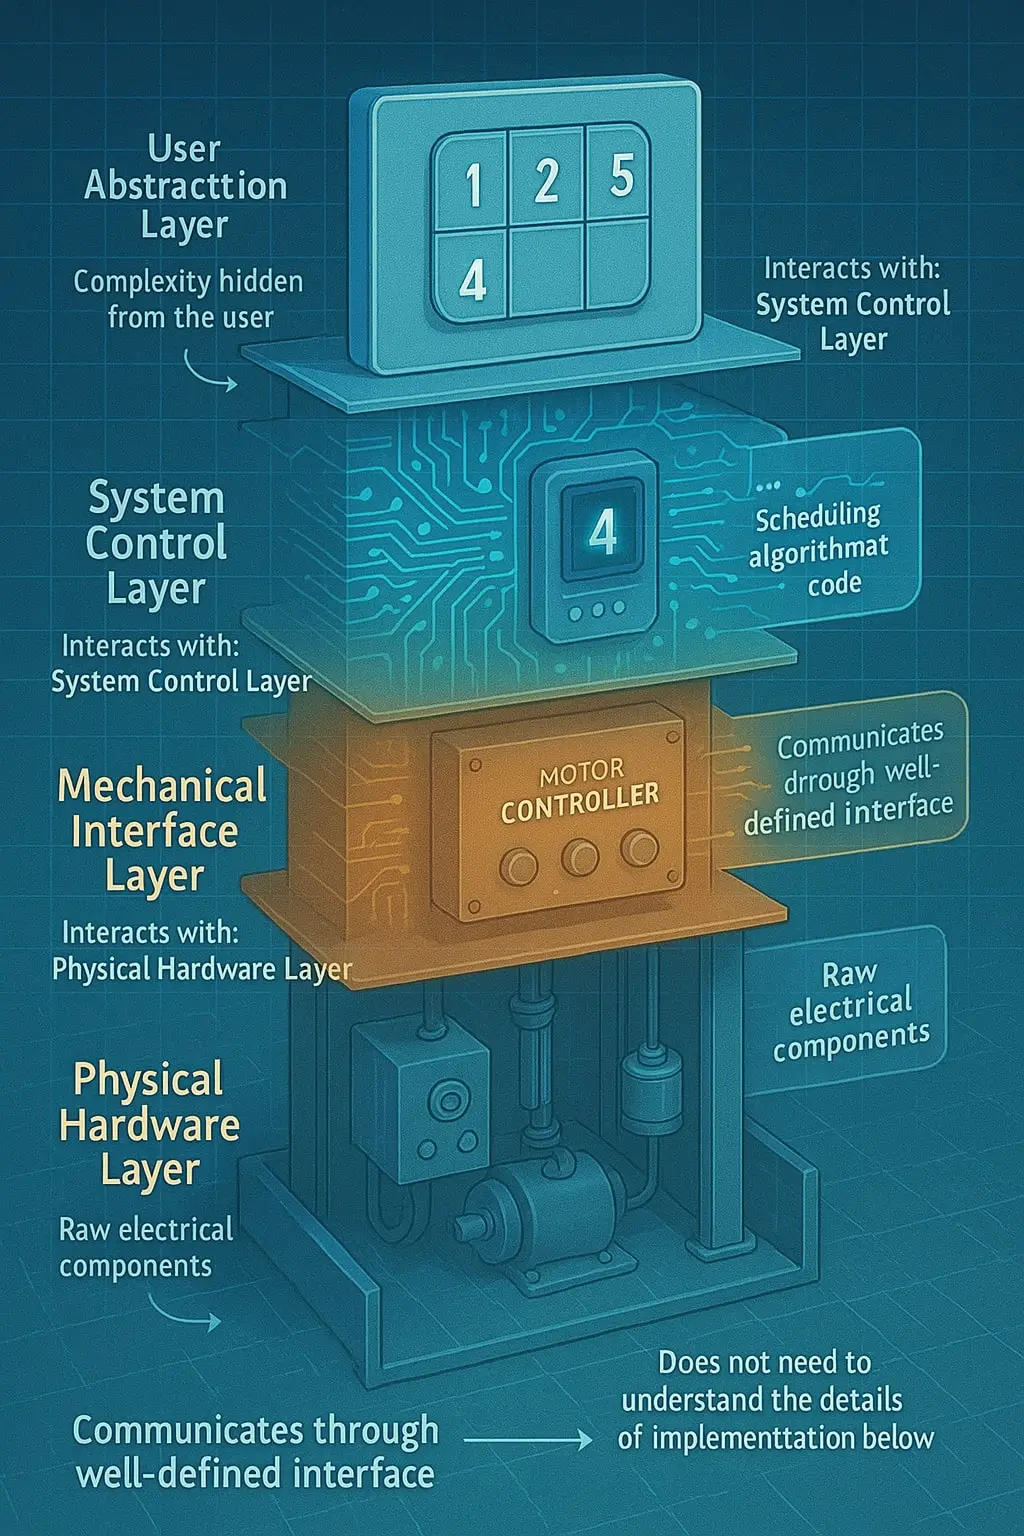 User
Abstracttion
Layer
Complexity hidden
from the user
1 2 5
4
Interacts with:
System Control
Layer
System
Control
Layer
Interacts with:
System Control Layer
4
...
Scheduling
algorithmat
code
Mechanical
Interface
Layer
Interacts with:
Physical Hardware Layer
MOTOR
CONTROLLER
Communicates
drrough well-
defined interface
Raw
electrical
components
Physical
Hardware
Layer
Raw electrical
components
Communicates through
well-defined interface
Does not need to
understand the details
of implementtation below